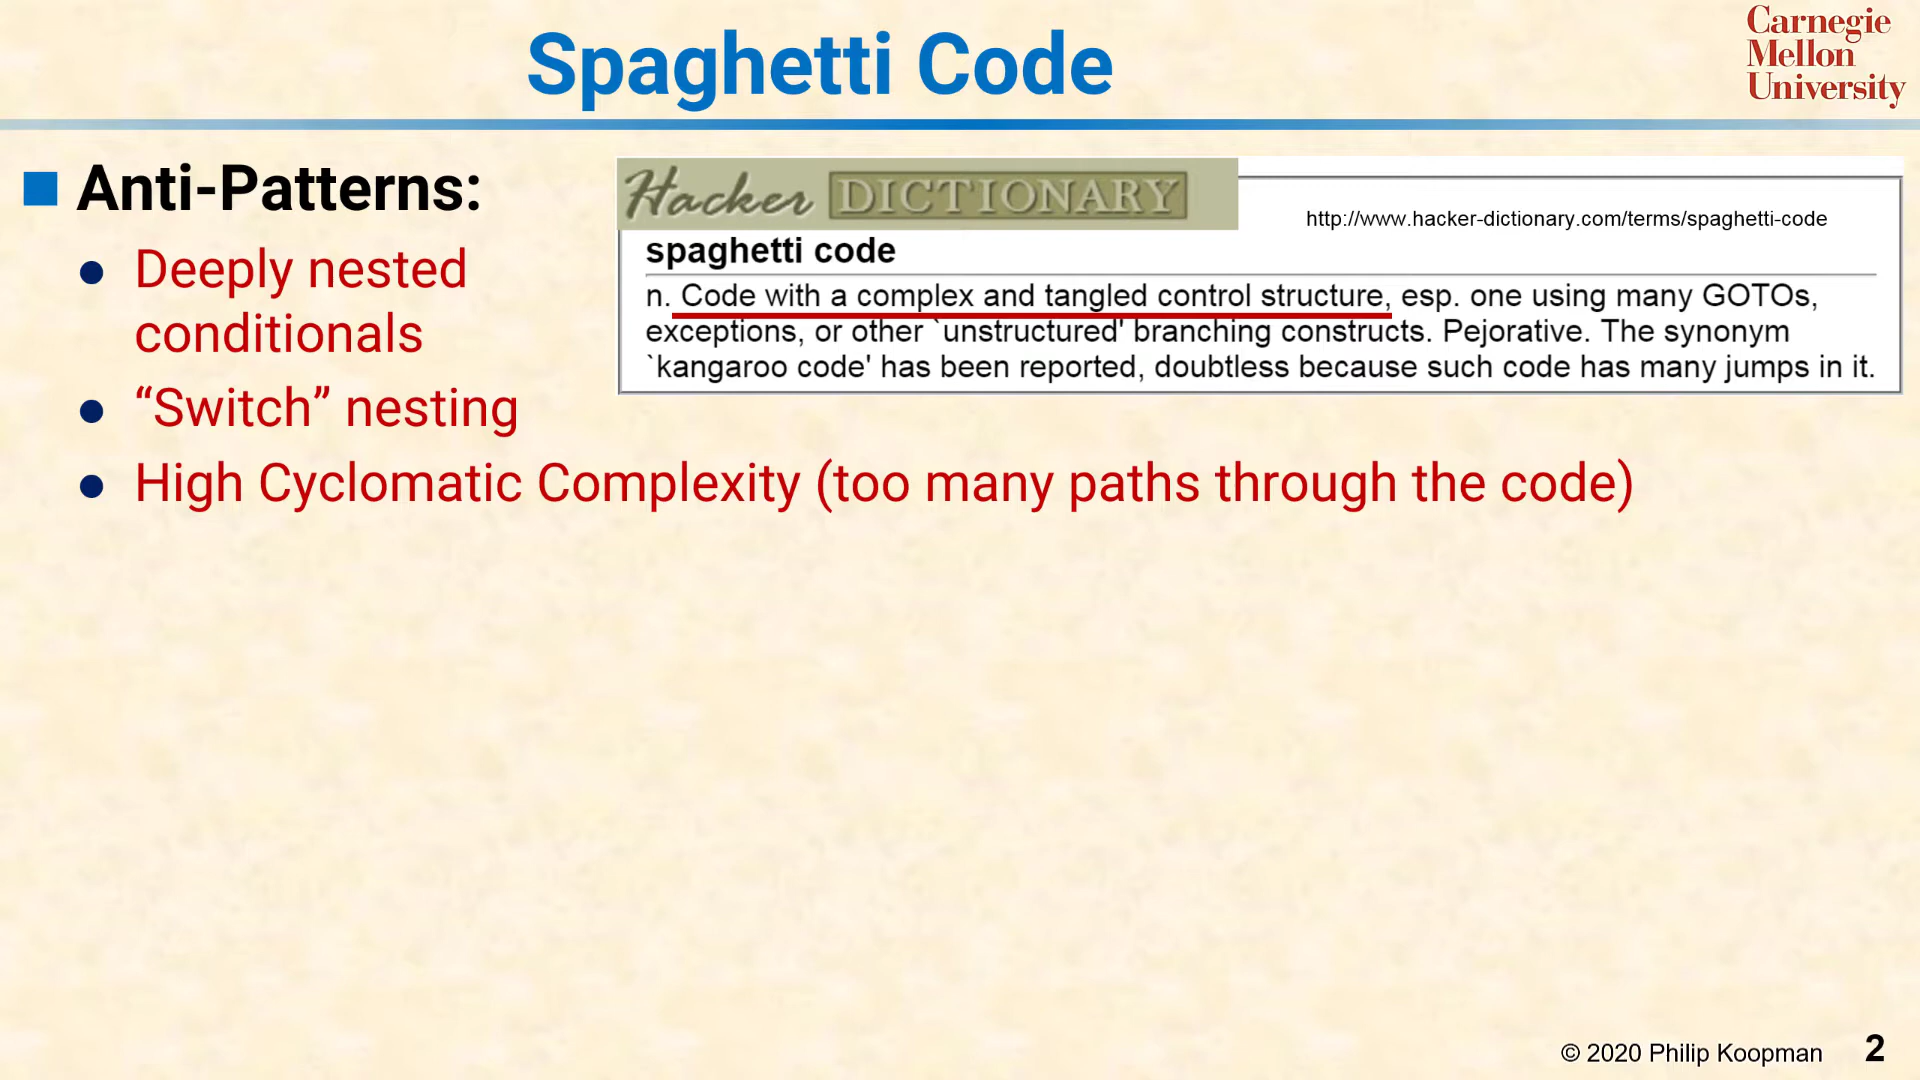 Spaghetti Code
Carnegie
Mellon
University
Anti-Patterns:
Deeply nested
conditionals
“Switch” nesting
High Cyclomatic Complexity (too many paths through the code)
Hacker DICTIONARY
http://www.hacker-dictionary.com/terms/spaghetti-code
spaghetti code
n. Code with a complex and tangled control structure, esp. one using many GOTOs,
exceptions, or other `unstructured' branching constructs. Pejorative. The synonym
`kangaroo code' has been reported, doubtless because such code has many jumps in it.
© 2020 Philip Koopman
2